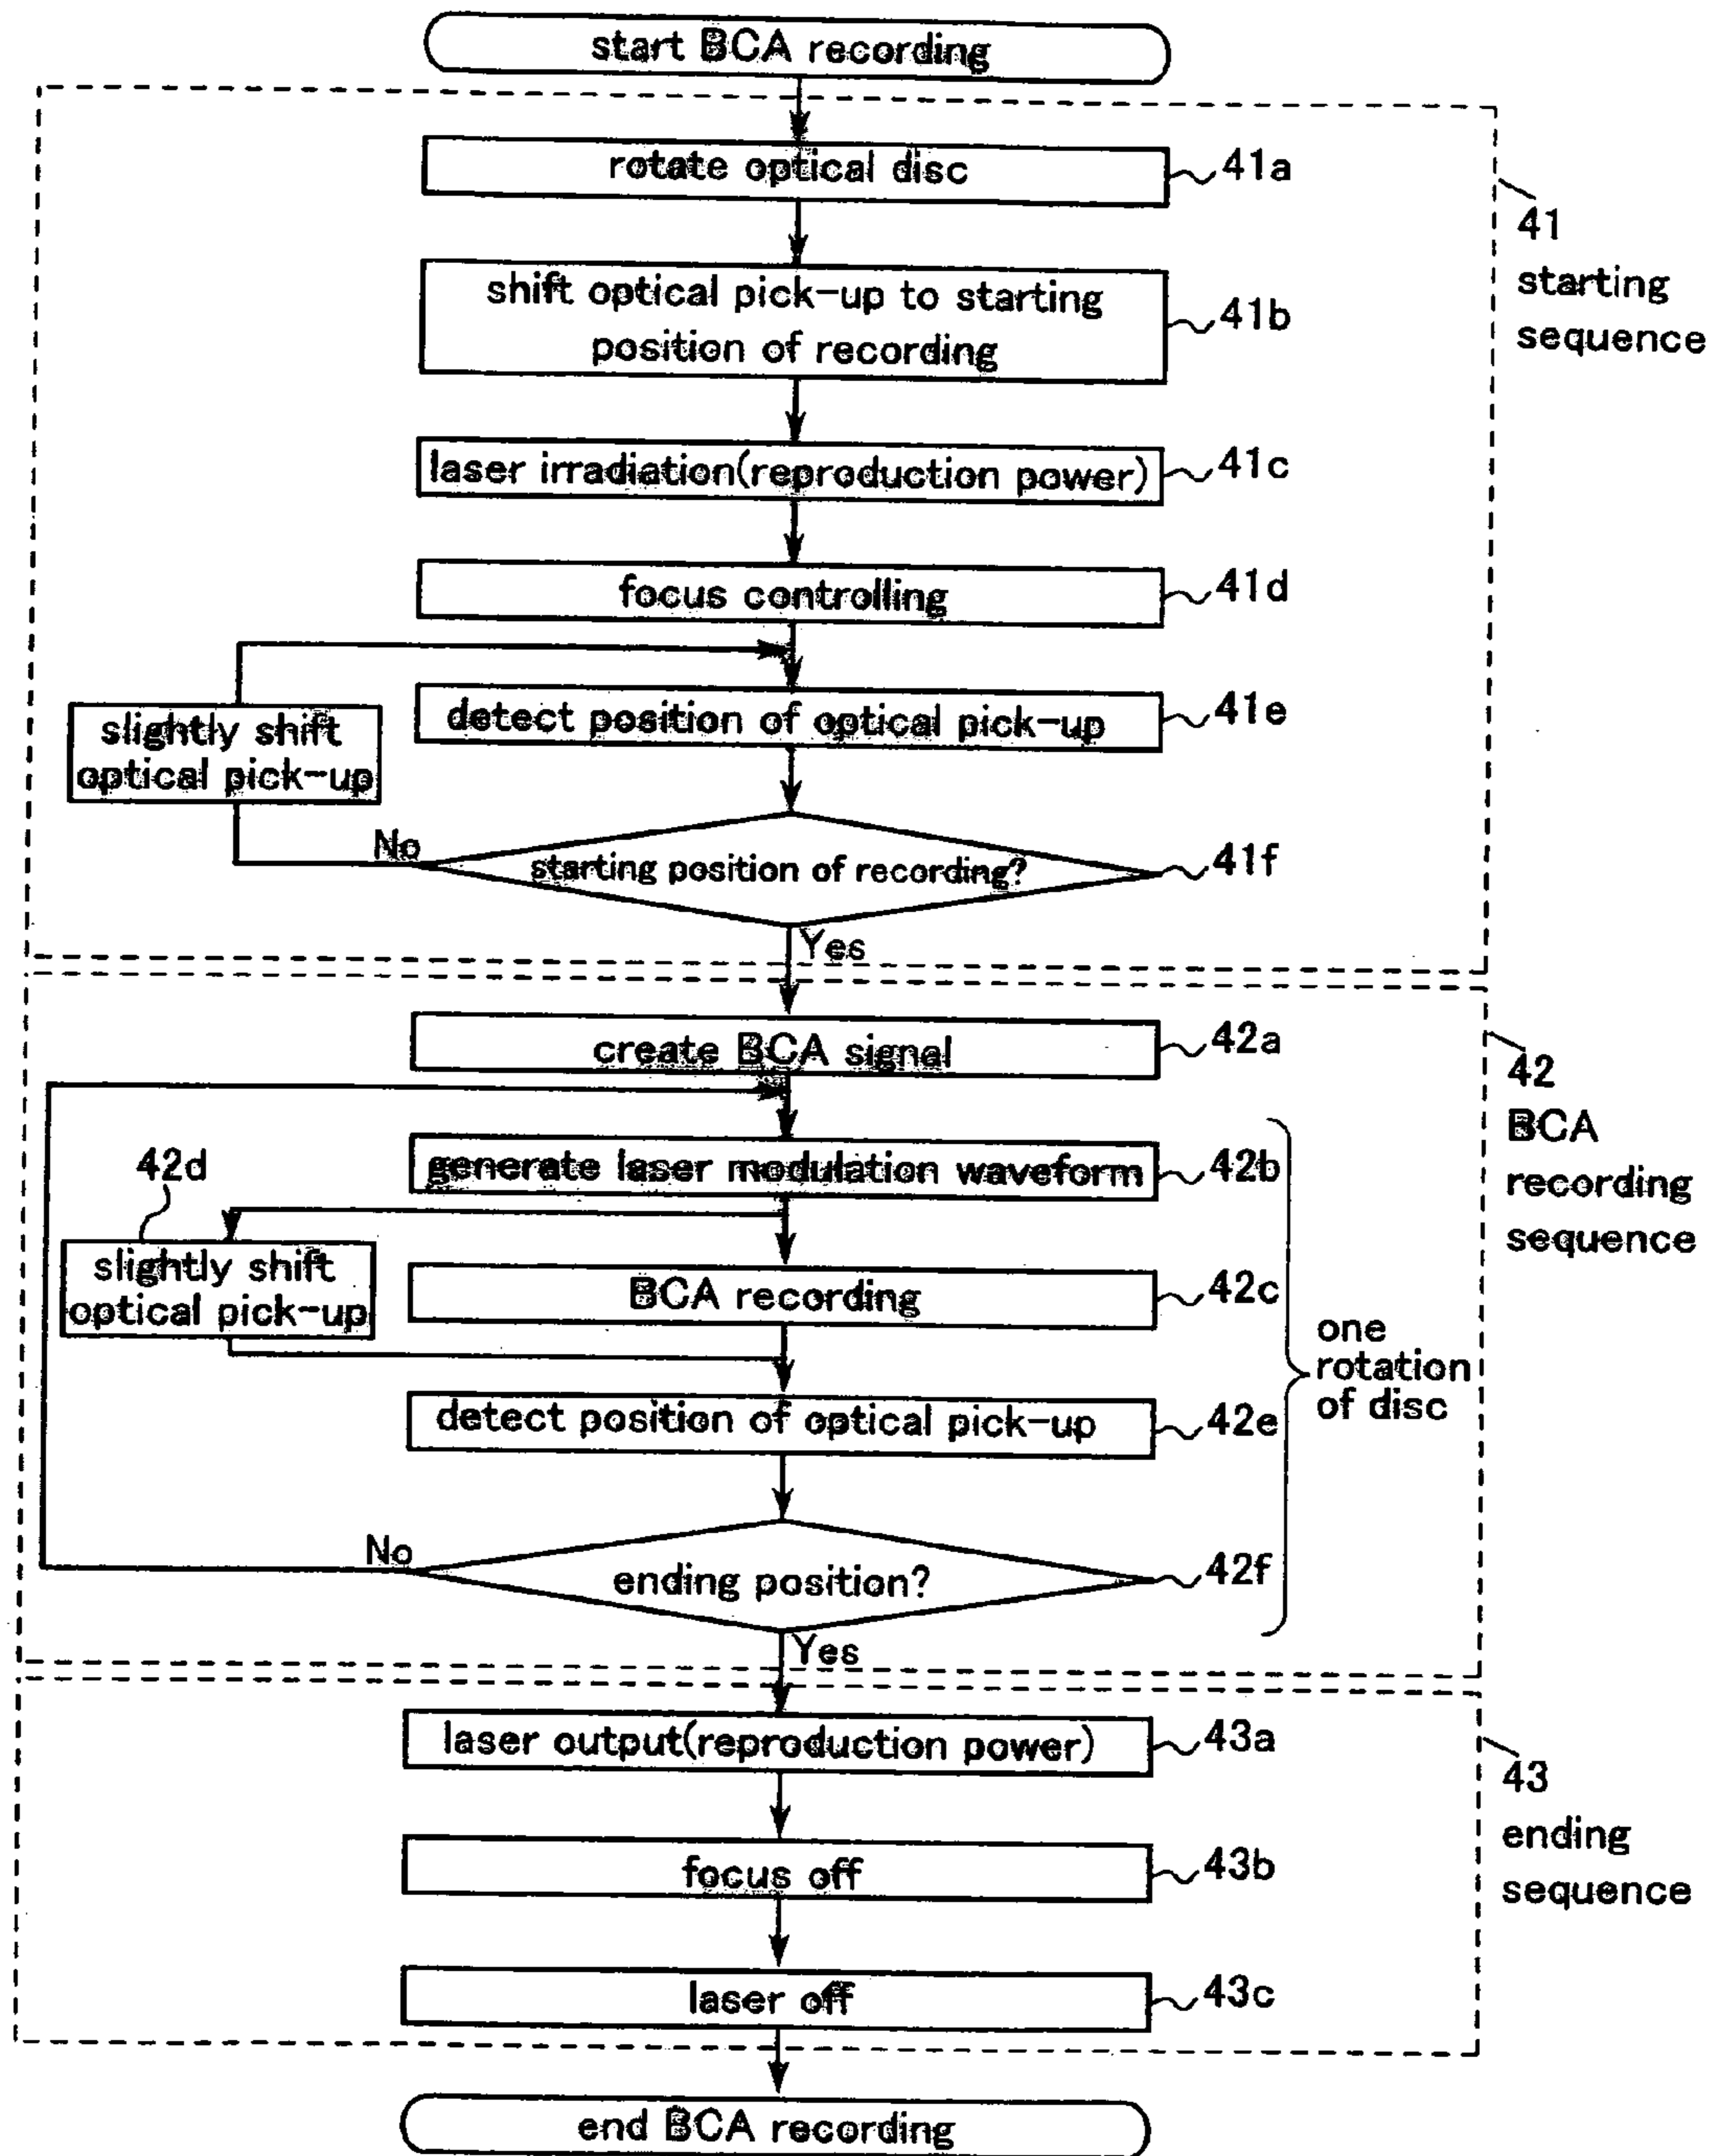 start BCA recording
rotate optical disc
41a
41
starting
sequence
shift optical pick-up to starting
position of recording
41b
laser irradiation(reproduction power)
41c
focus controlling
41d
slightly shift
optical pick-up
detect position of optical pick-up
41e
No
starting position of recording?
41f
Yes
create BCA signal
42a
42
BCA
recording
sequence
generate laser modulation waveform
42b
42d
slightly shift
optical pick-up
BCA recording
42c
one
rotation
of disc
detect position of optical pick-up
42e
No
ending position?
42f
Yes
laser output(reproduction power)
43a
43
ending
sequence
focus off
43b
laser off
43c
end BCA recording